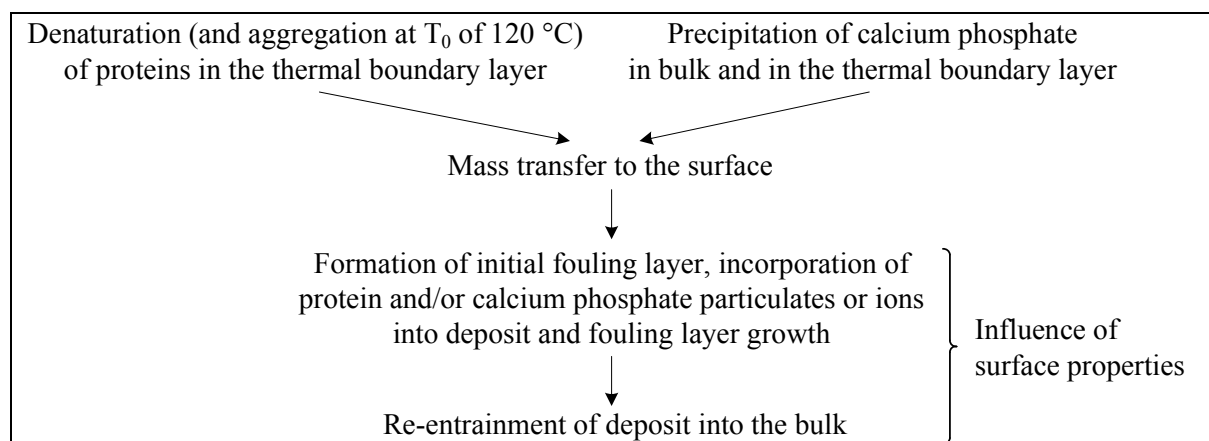 Denaturation (and aggregation at T0 of 120 °C)
of proteins in the thermal boundary layer
Precipitation of calcium phosphate
in bulk and in the thermal boundary layer
Mass transfer to the surface
Formation of initial fouling layer, incorporation of
protein and/or calcium phosphate particulates or ions
into deposit and fouling layer growth
Influence of
surface properties
Re-entrainment of deposit into the bulk